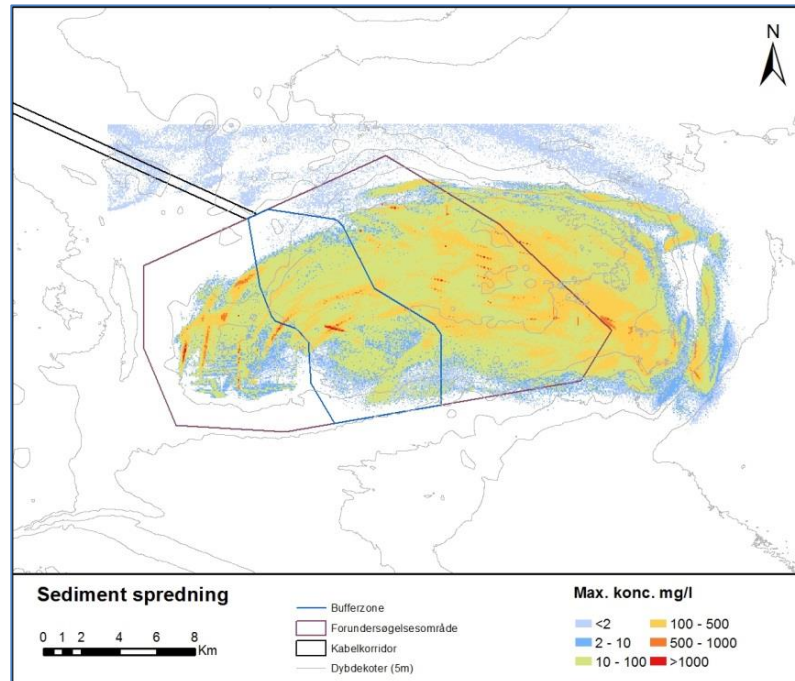 N
Sediment spredning
0 1 2 4 6 8
Km
Bufferzone
Forundersøgelsesområde
Kabelkorridor
Dybdekoter (5m)
Max. konc. mg/l
<2
2 - 10
10 - 100
100 - 500
500 - 1000
>1000